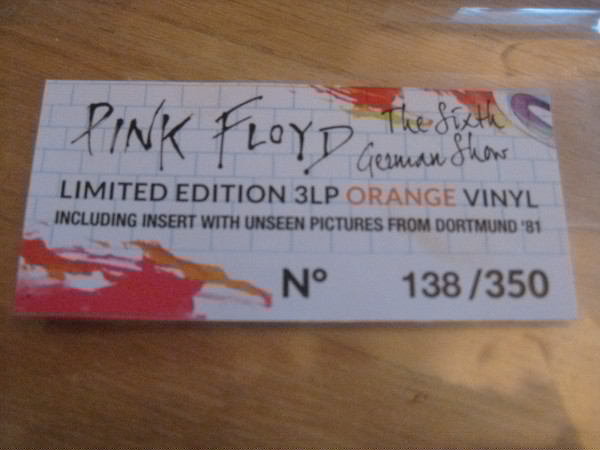 PINK FLOYD The Sixth
German Show
LIMITED EDITION 3LP ORANGE VINYL
INCLUDING INSERT WITH UNSEEN PICTURES FROM DORTMUND '81
Nº 138/350